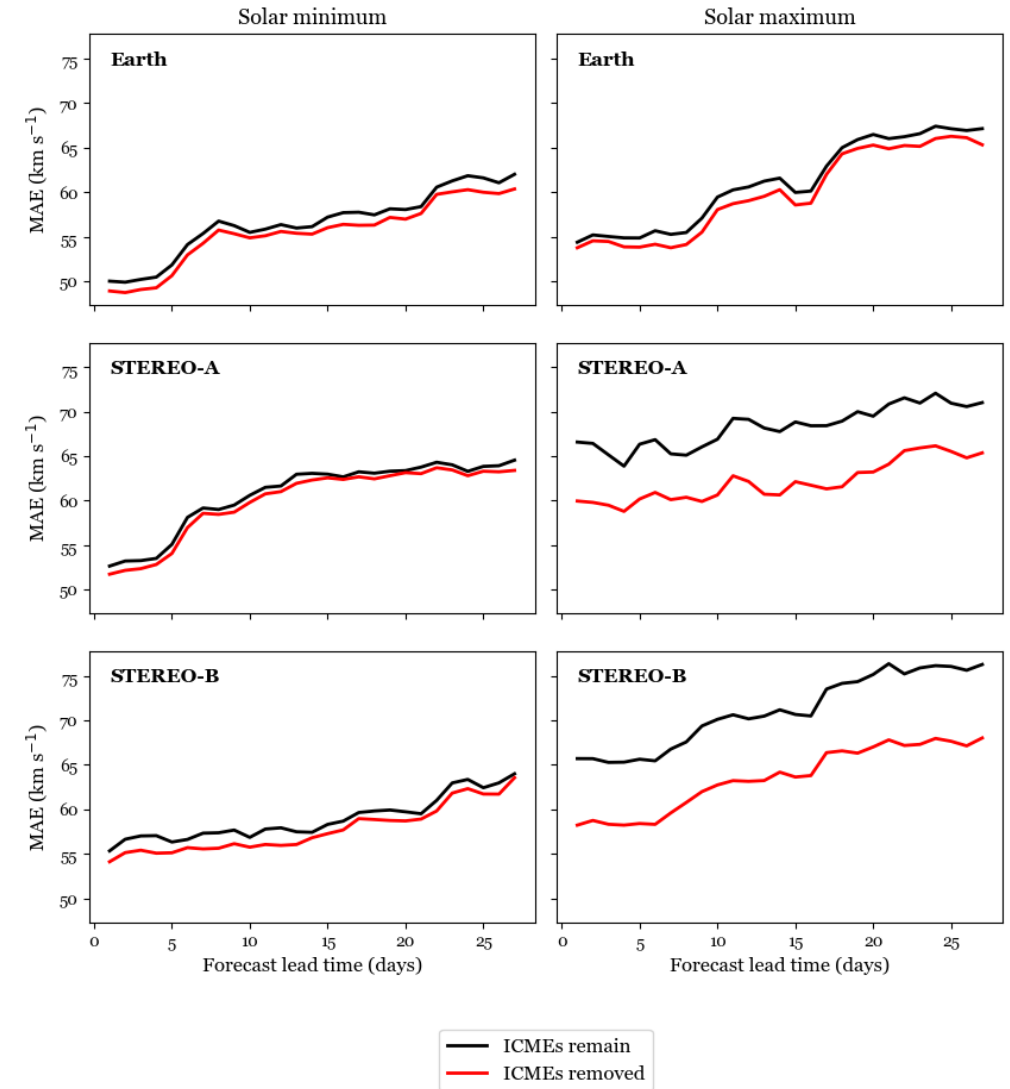 Solar minimum
Solar maximum
Earth
Earth
75
70
65
60
55
50
MAE (km s⁻¹)
STEREO-A
STEREO-A
75
70
65
60
55
50
MAE (km s⁻¹)
STEREO-B
STEREO-B
75
70
65
60
55
50
MAE (km s⁻¹)
0 5 10 15 20 25
0 5 10 15 20 25
Forecast lead time (days)
Forecast lead time (days)
ICMEs remain
ICMEs removed